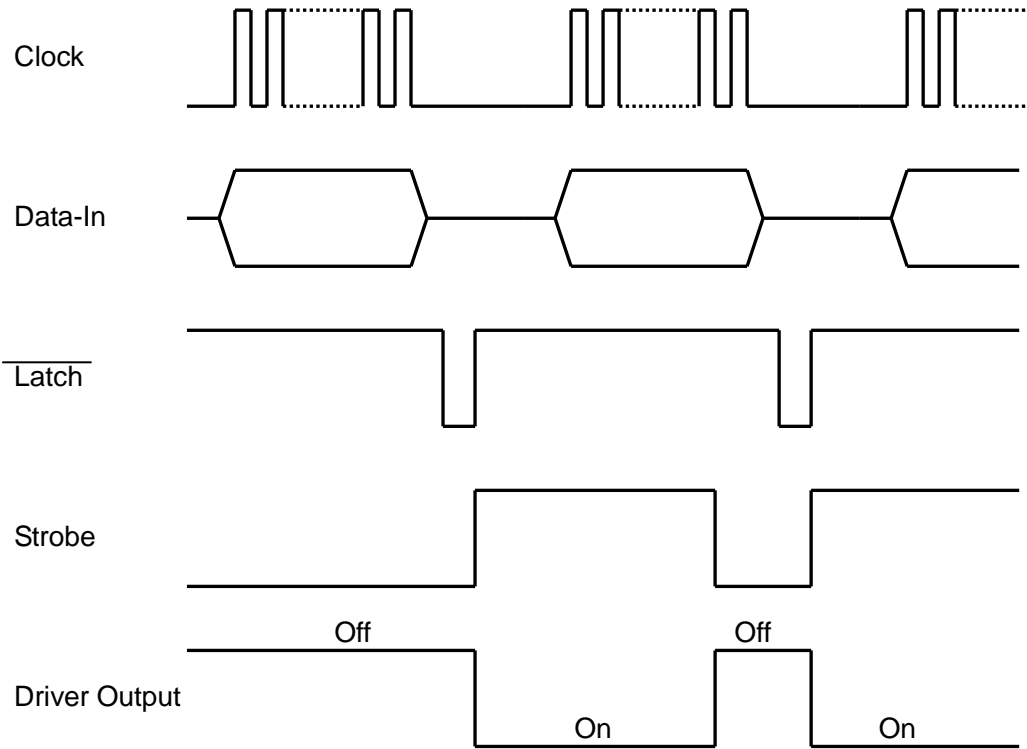 Clock
Data-In
Latch
Strobe
Off
Off
Driver Output
On
On